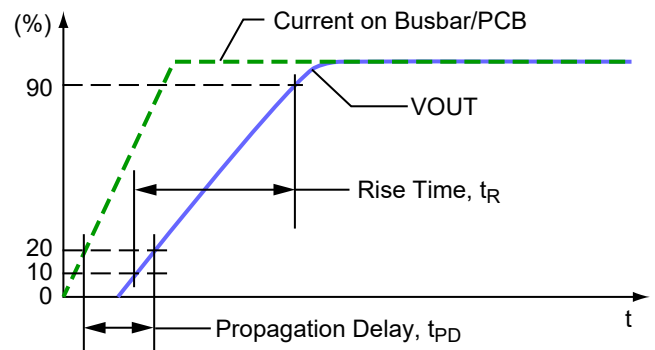 (%)
Current on Busbar/PCB
90
VOUT
Rise Time, tR
20
10
0
t
Propagation Delay, tPD